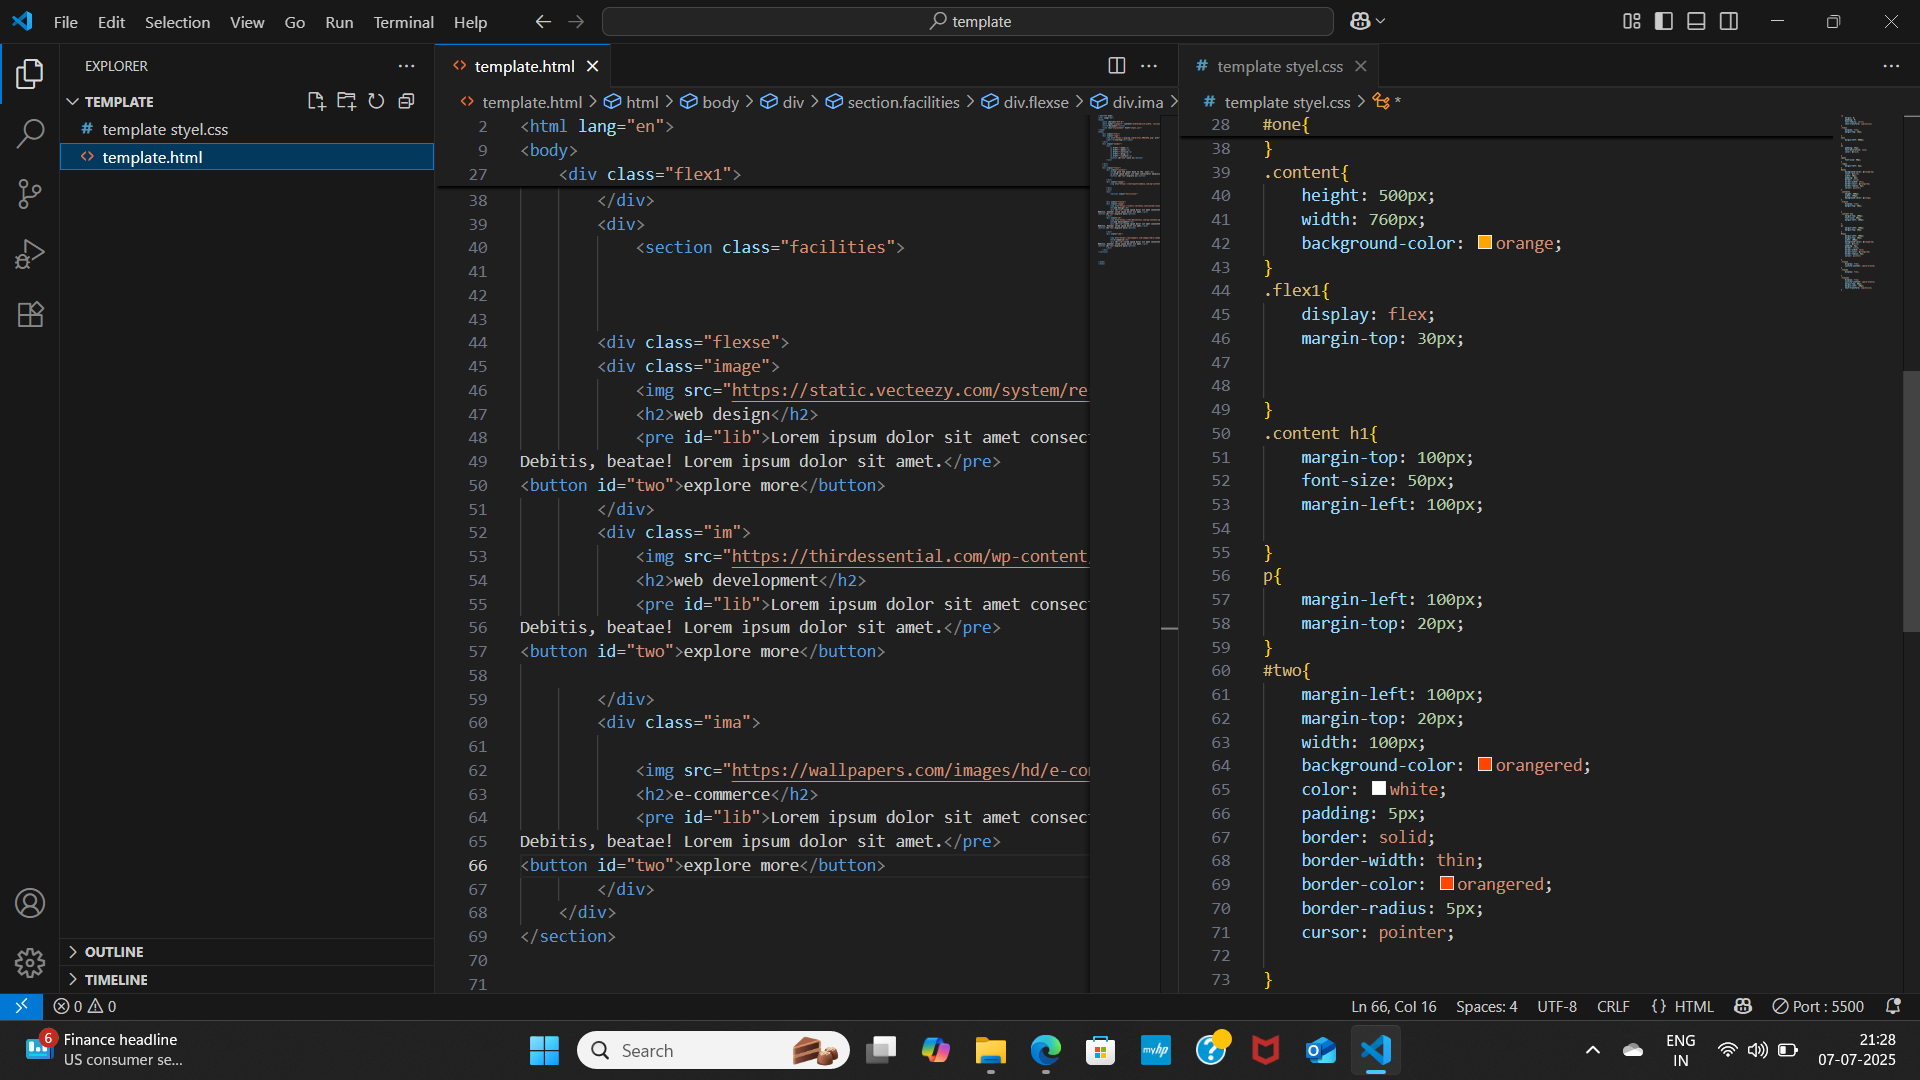 File Edit Selection View Go Run Terminal Help
template
EXPLORER
TEMPLATE
# template styel.css
<> template.html
OUTLINE
TIMELINE
<> template.html
<> template.html > html > body > div > section.facilities > div.flexse > div.ima >
2 <html lang="en">
9 <body>
27 <div class="flex1">
38 </div>
39 <div>
40 <section class="facilities">
41
42
43
44 <div class="flexse">
45 <div class="image">
46 <img src="https://static.vecteezy.com/system/re
47 <h2>web design</h2>
48 <pre id="lib">Lorem ipsum dolor sit amet consect
49 Debitis, beatae! Lorem ipsum dolor sit amet.</pre>
50 <button id="two">explore more</button>
51 </div>
52 <div class="im">
53 <img src="https://thirdessential.com/wp-content
54 <h2>web development</h2>
55 <pre id="lib">Lorem ipsum dolor sit amet consect
56 Debitis, beatae! Lorem ipsum dolor sit amet.</pre>
57 <button id="two">explore more</button>
58
59 </div>
60 <div class="ima">
61
62 <img src="https://wallpapers.com/images/hd/e-co
63 <h2>e-commerce</h2>
64 <pre id="lib">Lorem ipsum dolor sit amet consect
65 Debitis, beatae! Lorem ipsum dolor sit amet.</pre>
66 <button id="two">explore more</button>
67 </div>
68 </div>
69 </section>
70
71
# template styel.css
# template styel.css > *
28 #one{
38 }
39 .content{
40 height: 500px;
41 width: 760px;
42 background-color: orange;
43 }
44 .flex1{
45 display: flex;
46 margin-top: 30px;
47
48
49 }
50 .content h1{
51 margin-top: 100px;
52 font-size: 50px;
53 margin-left: 100px;
54
55 }
56 p{
57 margin-left: 100px;
58 margin-top: 20px;
59 }
60 #two{
61 margin-left: 100px;
62 margin-top: 20px;
63 width: 100px;
64 background-color: orangered;
65 color: white;
66 padding: 5px;
67 border: solid;
68 border-width: thin;
69 border-color: orangered;
70 border-radius: 5px;
71 cursor: pointer;
72
73 }
0 0 Ln 66, Col 16 Spaces: 4 UTF-8 CRLF {} HTML Port : 5500
6
Finance headline
US consumer se...
Search
myhp
ENG
IN
21:28
07-07-2025